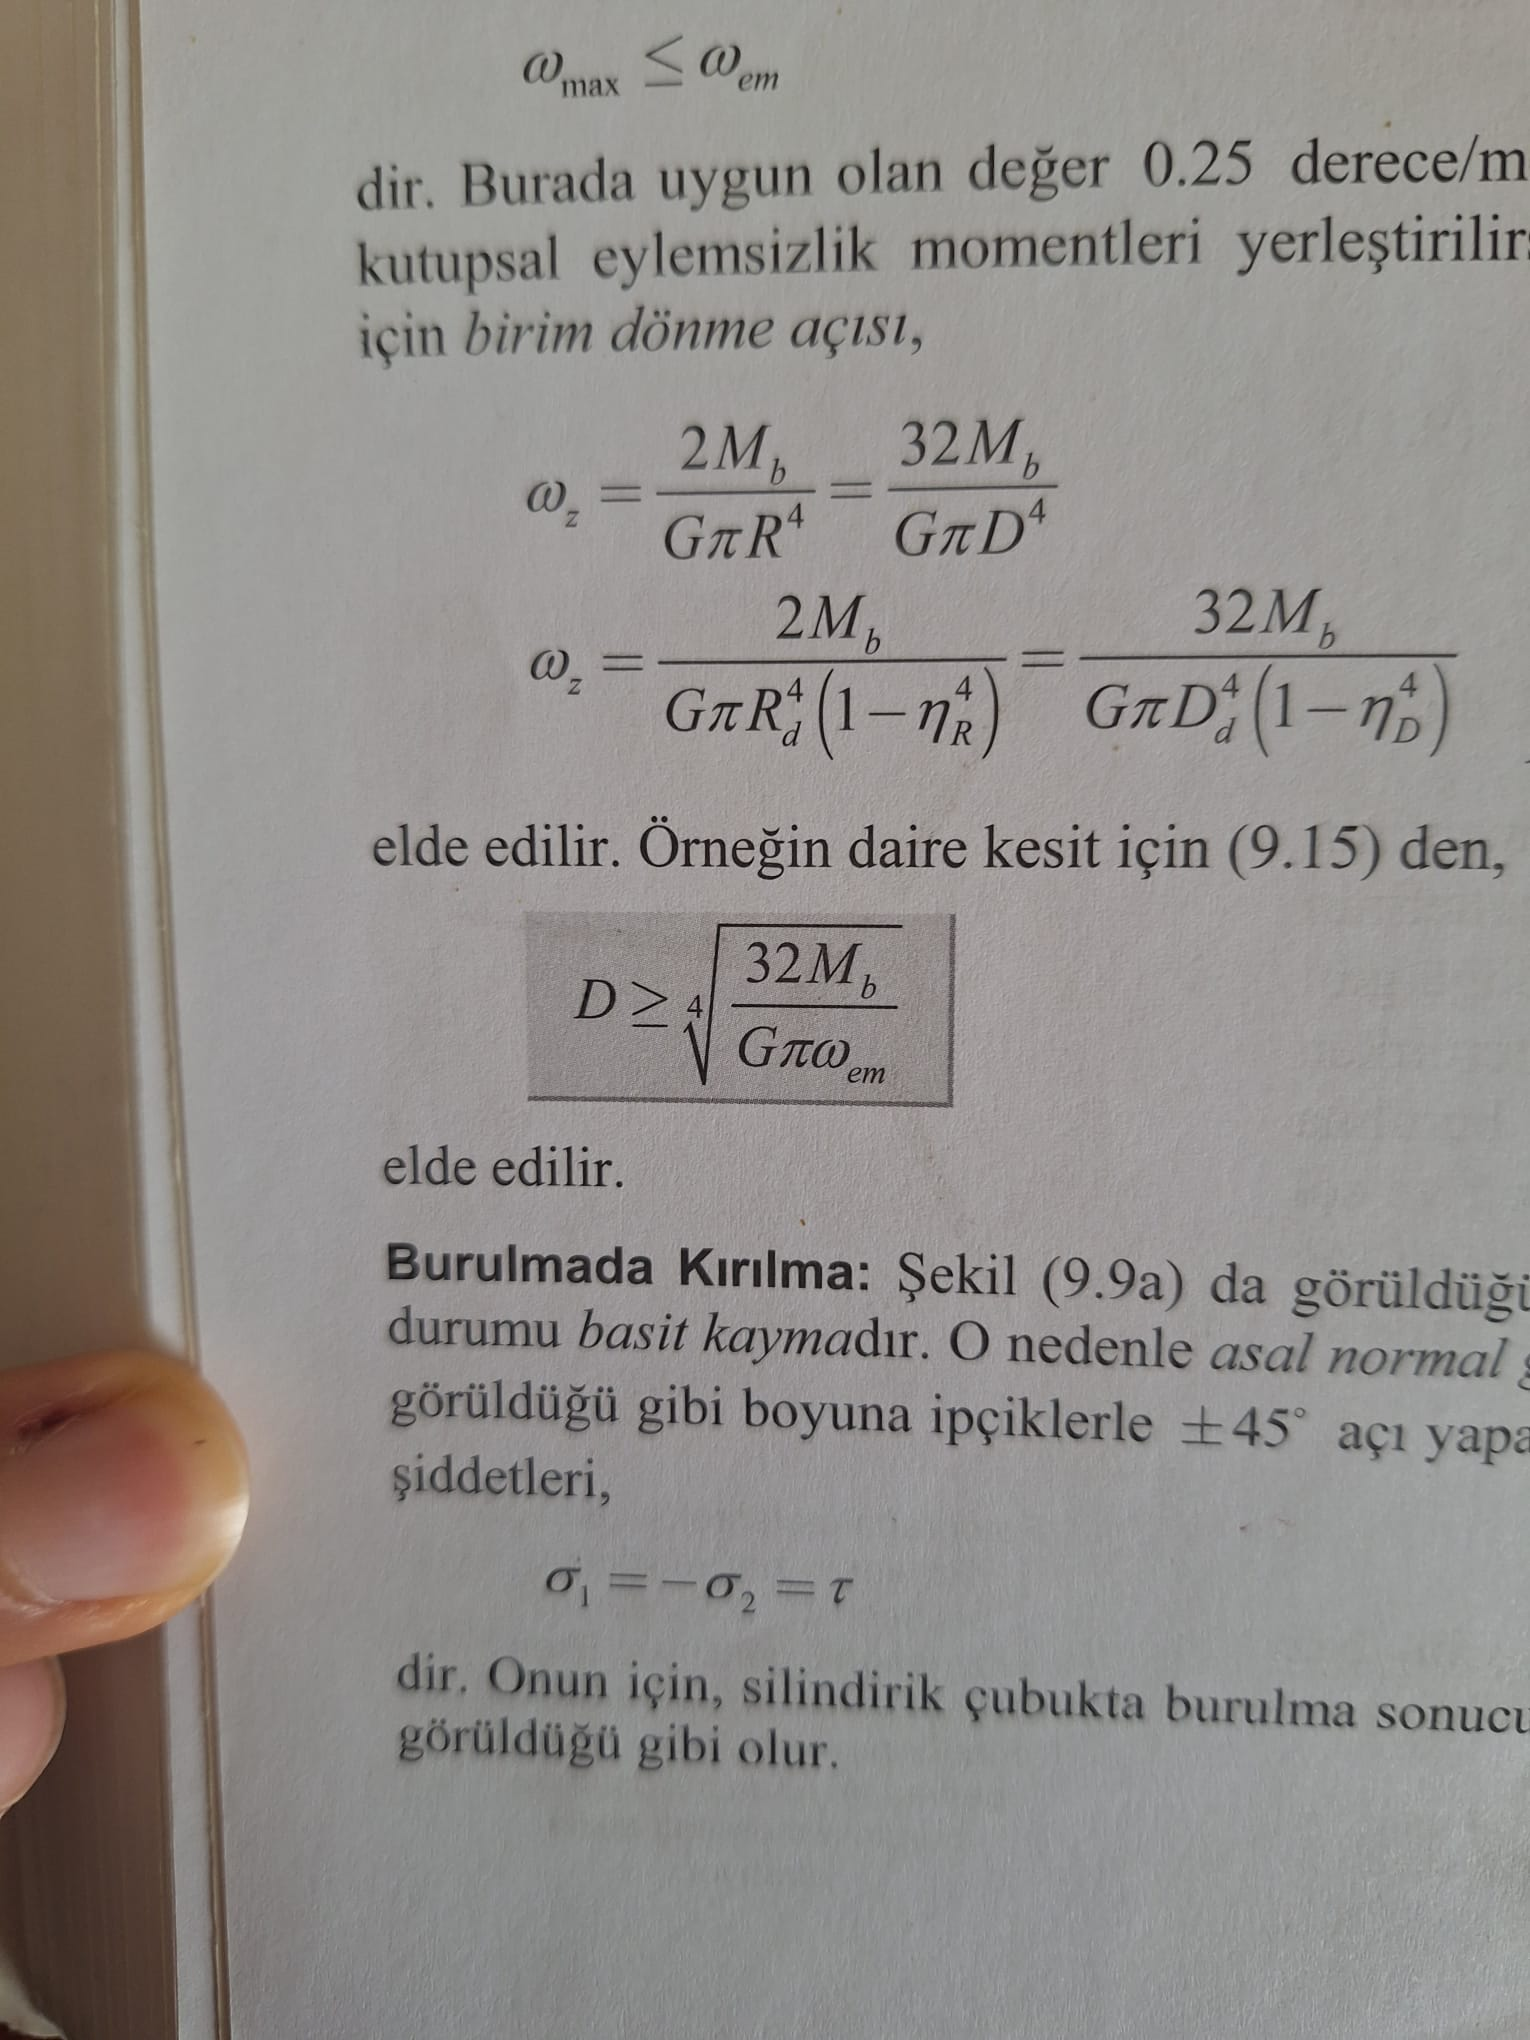 ω_max ≤ ω_em
dir. Burada uygun olan değer 0.25 derece/m
kutupsal eylemsizlik momentleri
için birim dönme açısı,
ω_z = 2M_b / GπR^4 = 32M_b / GπD^4
ω_z = 2M_b / GπR_d^4 (1−η_R^4) = 32M_b / GπD_d^4 (1−η_D^4)
elde edilir. Örneğin daire kesit için (9.15) den,
D ≥ ⁴√(32M_b / Gπω_em)
elde edilir.
Burulmada Kırılma: Şekil (9.9a) da
durumu basit kaymadır. O nedenle asal normal
görüldüğü gibi boyuna ipçiklerle ±45° açı
şiddetleri,
σ_1 = −σ_2 = τ
dir. Onun için, silindirik çubukta burulma
görüldüğü gibi olur.